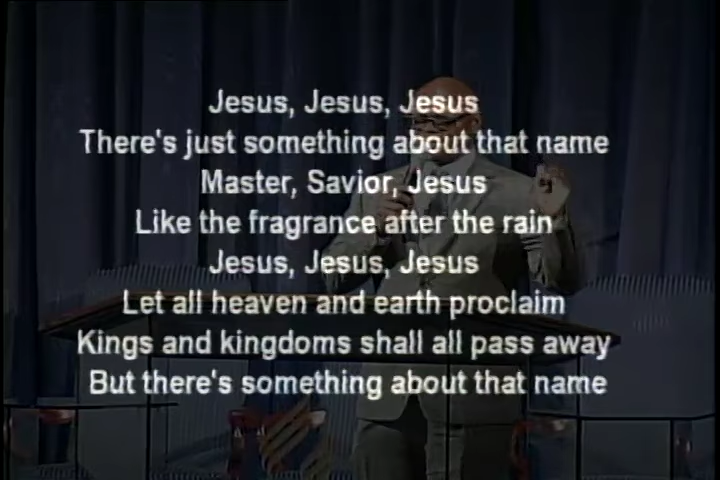 Jesus, Jesus, Jesus
There's just something about that name
Master, Savior, Jesus
Like the fragrance after the rain
Jesus, Jesus, Jesus
Let all heaven and earth proclaim
Kings and kingdoms shall all pass away
But there's something about that name